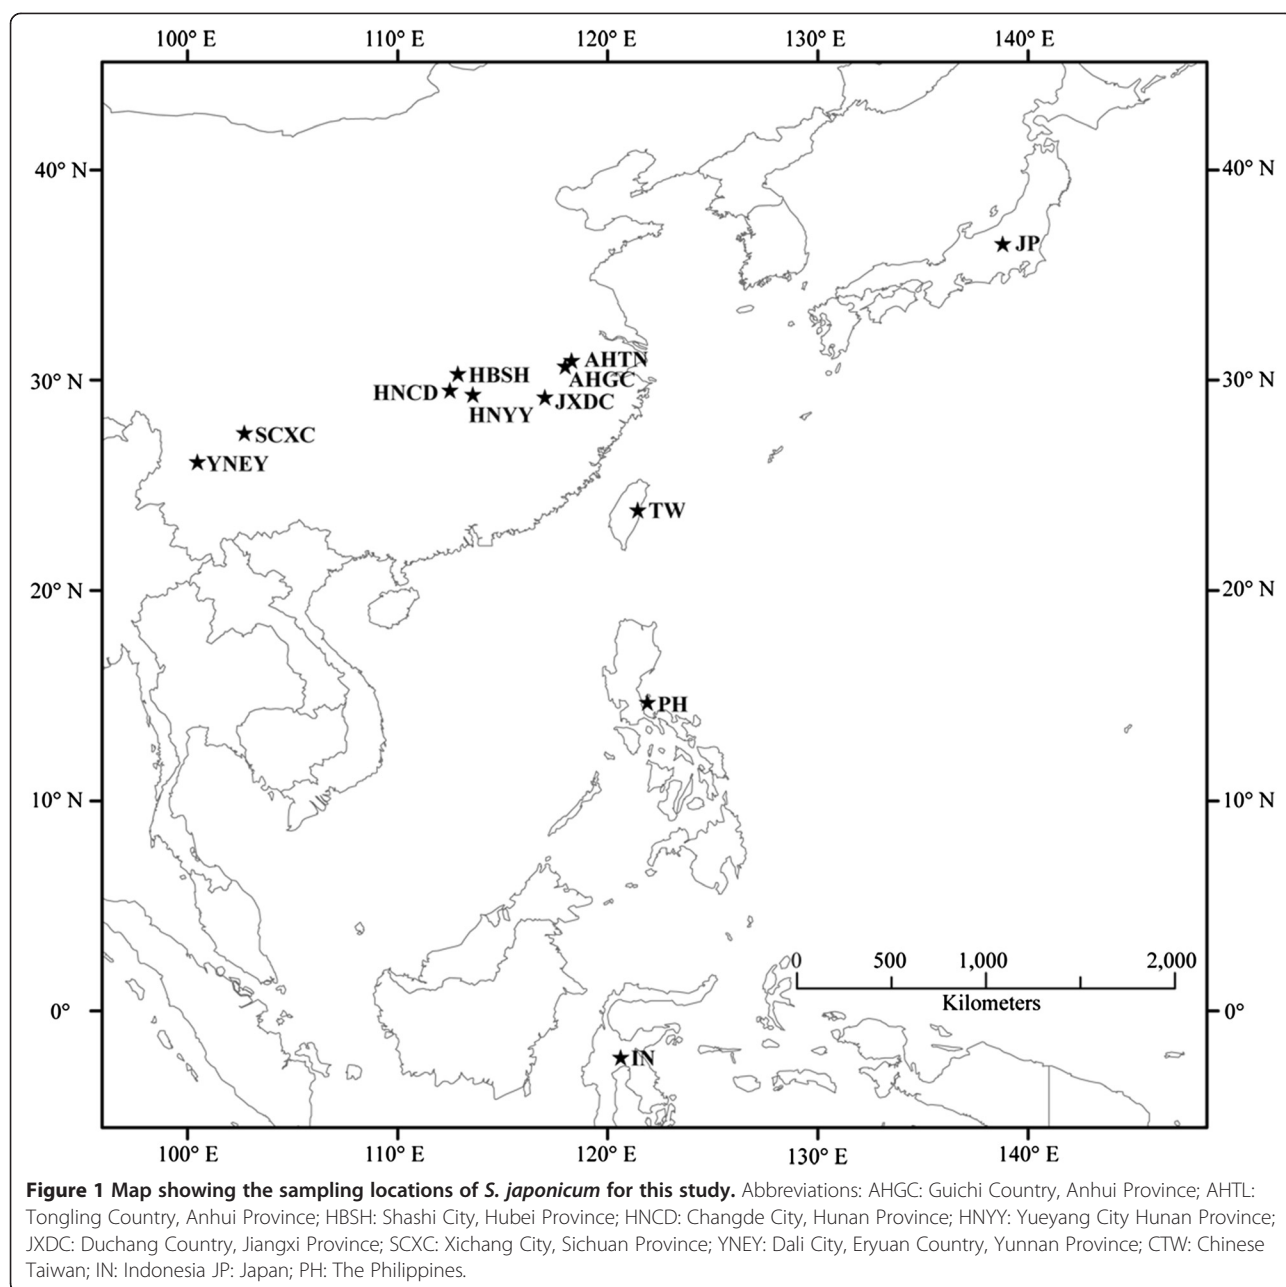 100° E 110° E 120° E 130° E 140° E
40° N 40° N
JP
AHTN
HBSH AHGC
30° N 30° N
HNCD JXDC
HNYY
SCXC
YNEY
TW
20° N 20° N
PH
10° N 10° N
0 500 1,000 2,000
Kilometers
0° 0°
IN
100° E 110° E 120° E 130° E 140° E
Figure 1 Map showing the sampling locations of S. japonicum for this study. Abbreviations: AHGC: Guichi Country, Anhui Province; AHTL:
Tongling Country, Anhui Province; HBSH: Shashi City, Hubei Province; HNCD: Changde City, Hunan Province; HNYY: Yueyang City Hunan Province;
JXDC: Duchang Country, Jiangxi Province; SCXC: Xichang City, Sichuan Province; YNEY: Dali City, Eryuan Country, Yunnan Province; CTW: Chinese
Taiwan; IN: Indonesia JP: Japan; PH: The Philippines.